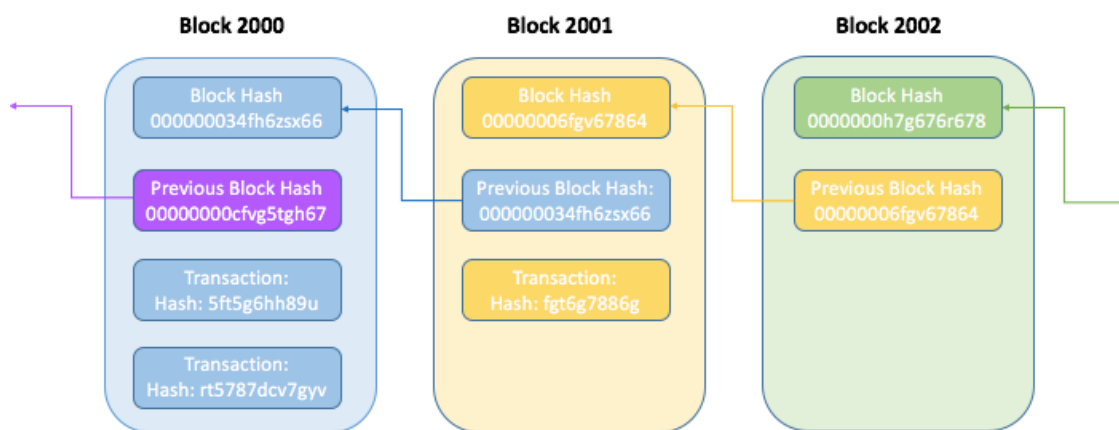 Block 2000
Block Hash
000000034fh6zsx66
Previous Block Hash
00000000cfvg5tgh67
Transaction:
Hash: 5ft5g6hh89u
Transaction:
Hash: rt5787dcv7gyv
Block 2001
Block Hash
00000006fgv67864
Previous Block Hash:
000000034fh6zsx66
Transaction:
Hash: fgt6g7886g
Block 2002
Block Hash
0000000h7g676r678
Previous Block Hash
00000006fgv67864